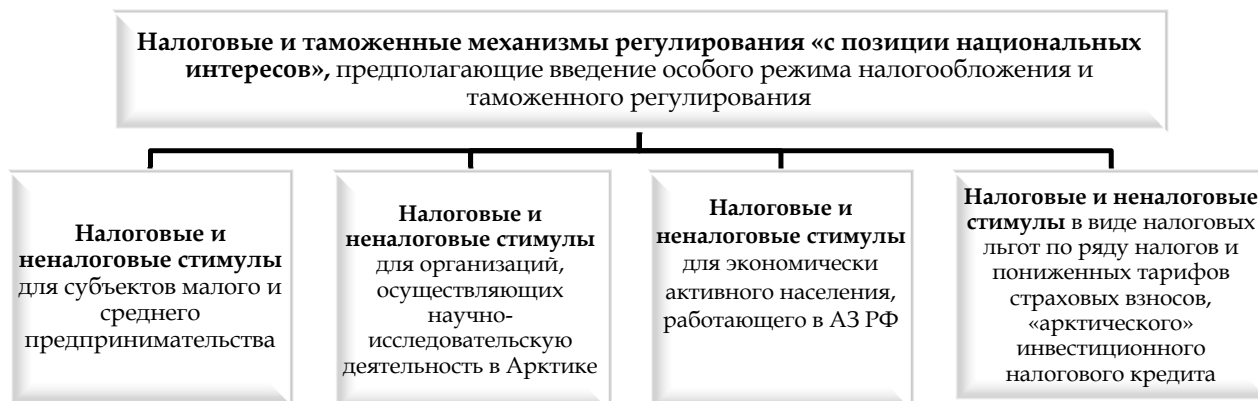 Налоговые и таможенные механизмы регулирования «с позиции национальных
интересов», предполагающие введение особого режима налогообложения и
таможенного регулирования
Налоговые и
неналоговые стимулы
для субъектов малого и
среднего
предпринимательства
Налоговые и
неналоговые стимулы
для организаций,
осуществляющих
научно-
исследовательскую
деятельность в Арктике
Налоговые и
неналоговые стимулы
для экономически
активного населения,
работающего в АЗ РФ
Налоговые и неналоговые
стимулы в виде налоговых
льгот по ряду налогов и
пониженных тарифов
страховых взносов,
«арктического»
инвестиционного
налогового кредита